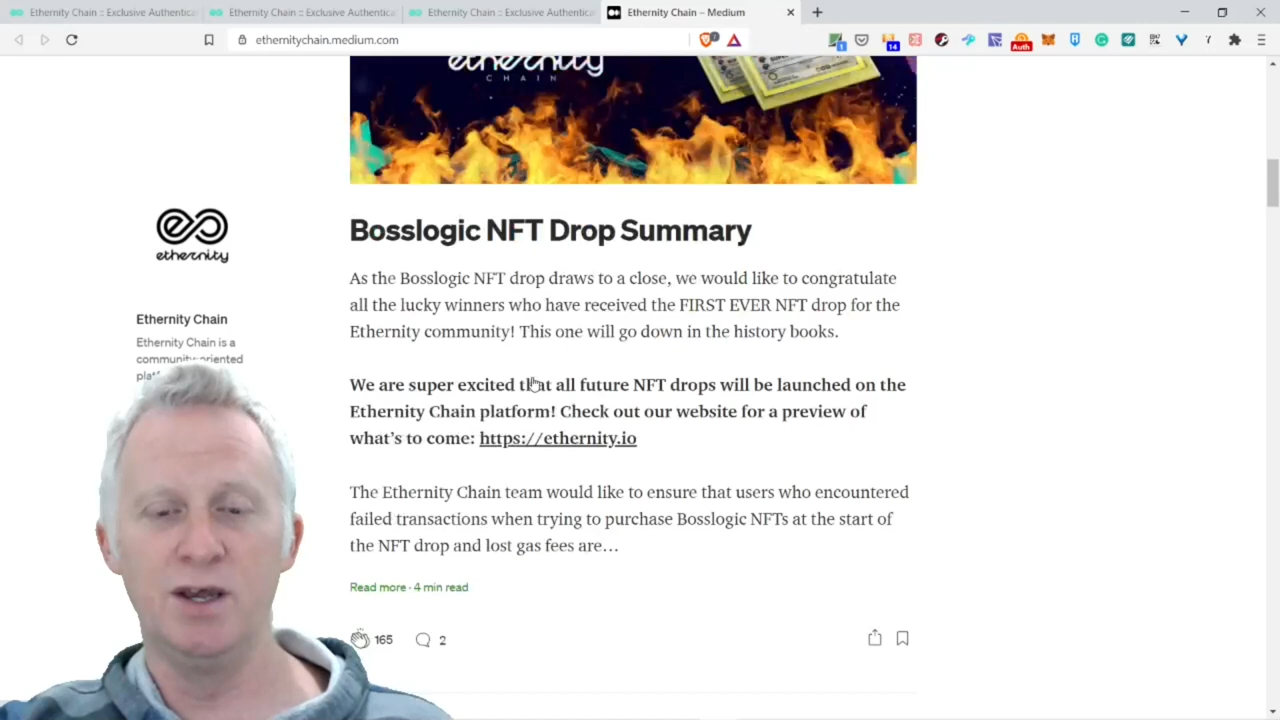 Ethernity Chain :: Exclusive Authentica
Ethernity Chain :: Exclusive Authentica
Ethernity Chain :: Exclusive Authentica
Ethernity Chain – Medium
ethernitychain.medium.com
1
14
Auth
ethernity
CHAIN
Bosslogic NFT Drop Summary
As the Bosslogic NFT drop draws to a close, we would like to congratulate
all the lucky winners who have received the FIRST EVER NFT drop for the
Ethernity community! This one will go down in the history books.
ethernity
Ethernity Chain
Ethernity Chain is a
community-oriented
We are super excited that all future NFT drops will be launched on the
Ethernity Chain platform! Check out our website for a preview of
what's to come: https://ethernity.io
The Ethernity Chain team would like to ensure that users who encountered
failed transactions when trying to purchase Bosslogic NFTs at the start of
the NFT drop and lost gas fees are…
Read more · 4 min read
165
2